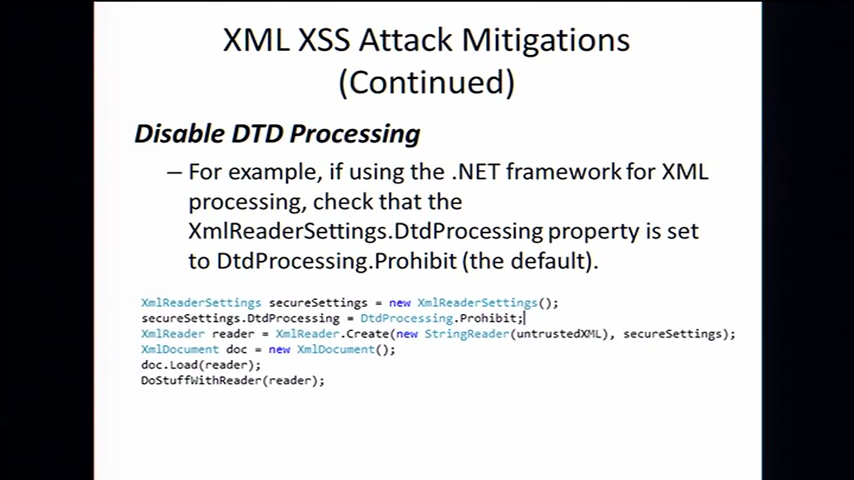 XML XSS Attack Mitigations
(Continued)
Disable DTD Processing
– For example, if using the .NET framework for XML
processing, check that the
XmlReaderSettings.DtdProcessing property is set
to DtdProcessing.Prohibit (the default).
XmlReaderSettings secureSettings = new XmlReaderSettings();
secureSettings.DtdProcessing = DtdProcessing.Prohibit;
XmlReader reader = XmlReader.Create(new StringReader(untrustedXML), secureSettings);
XmlDocument doc = new XmlDocument();
doc.Load(reader);
DoStuffWithReader(reader);